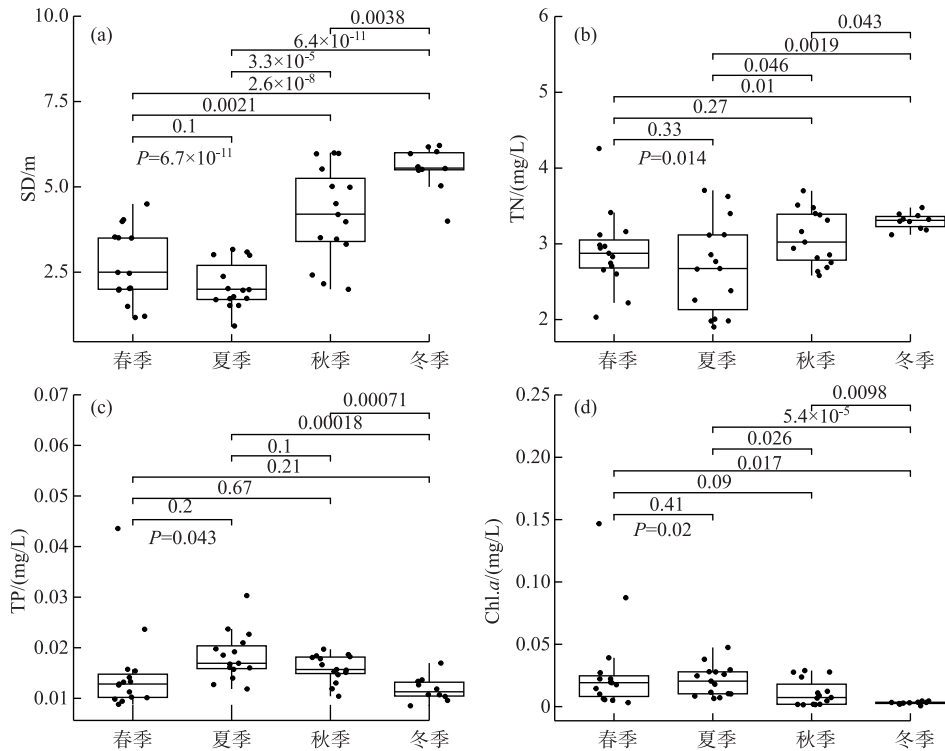 (a)
10.0
7.5
5.0
2.5
SD/m
0.0038
6.4×10⁻¹¹
3.3×10⁻⁵
2.6×10⁻⁸
0.0021
0.1
P=6.7×10⁻¹¹
春季 夏季 秋季 冬季
(b)
6
5
4
3
2
TN/(mg/L)
0.043
0.0019
0.046
0.01
0.27
0.33
P=0.014
春季 夏季 秋季 冬季
(c)
0.07
0.06
0.05
0.04
0.03
0.02
0.01
TP/(mg/L)
0.00071
0.00018
0.1
0.21
0.67
0.2
P=0.043
春季 夏季 秋季 冬季
(d)
0.25
0.20
0.15
0.10
0.05
0
Chl.a/(mg/L)
0.0098
5.4×10⁻⁵
0.026
0.017
0.09
0.41
P=0.02
春季 夏季 秋季 冬季